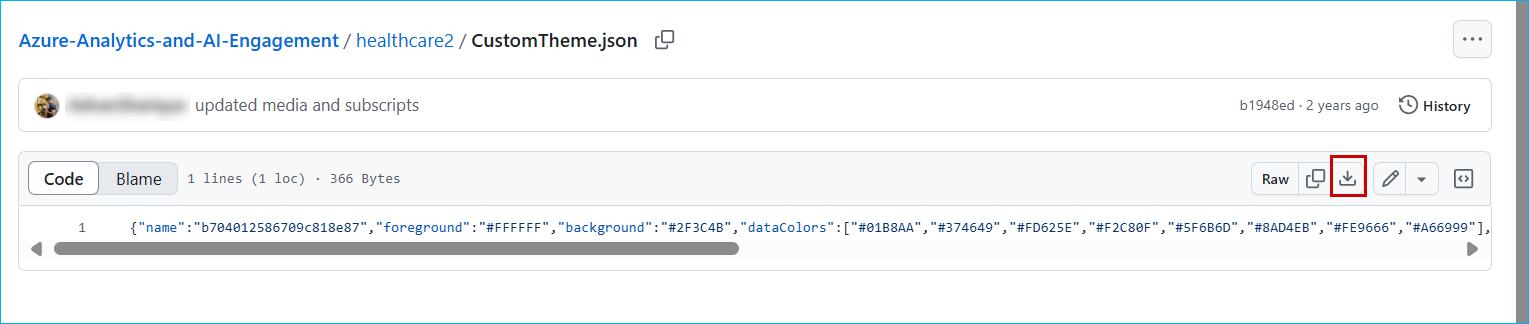 Azure-Analytics-and-AI-Engagement / healthcare2 / CustomTheme.json
updated media and subscripts b1948ed · 2 years ago History
Code Blame 1 lines (1 loc) · 366 Bytes Raw
1 {"name":"b704012586709c818e87","foreground":"#FFFFFF","background":"#2F3C4B","dataColors":["#01B8AA","#374649","#FD625E","#F2C80F","#5F6B6D","#8AD4EB","#FE9666","#A66999"],